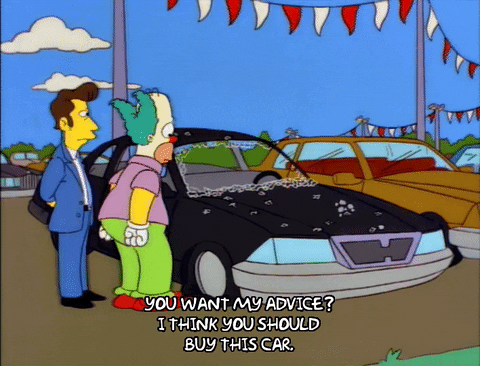 YOU WANT MY ADVICE?
I THINK YOU SHOULD
BUY THIS CAR.